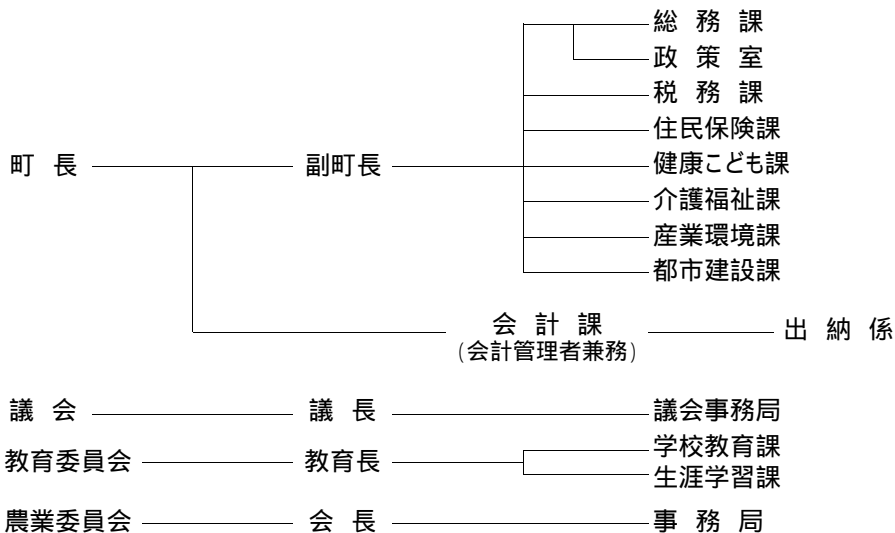 総務課
政策室
税務課
住民保険課
町長 副町長 健康こども課
介護福祉課
産業環境課
都市建設課
会計課 出納係
(会計管理者兼務)
議会 議長 議会事務局
学校教育課
教育委員会 教育長
生涯学習課
農業委員会 会長 事務局